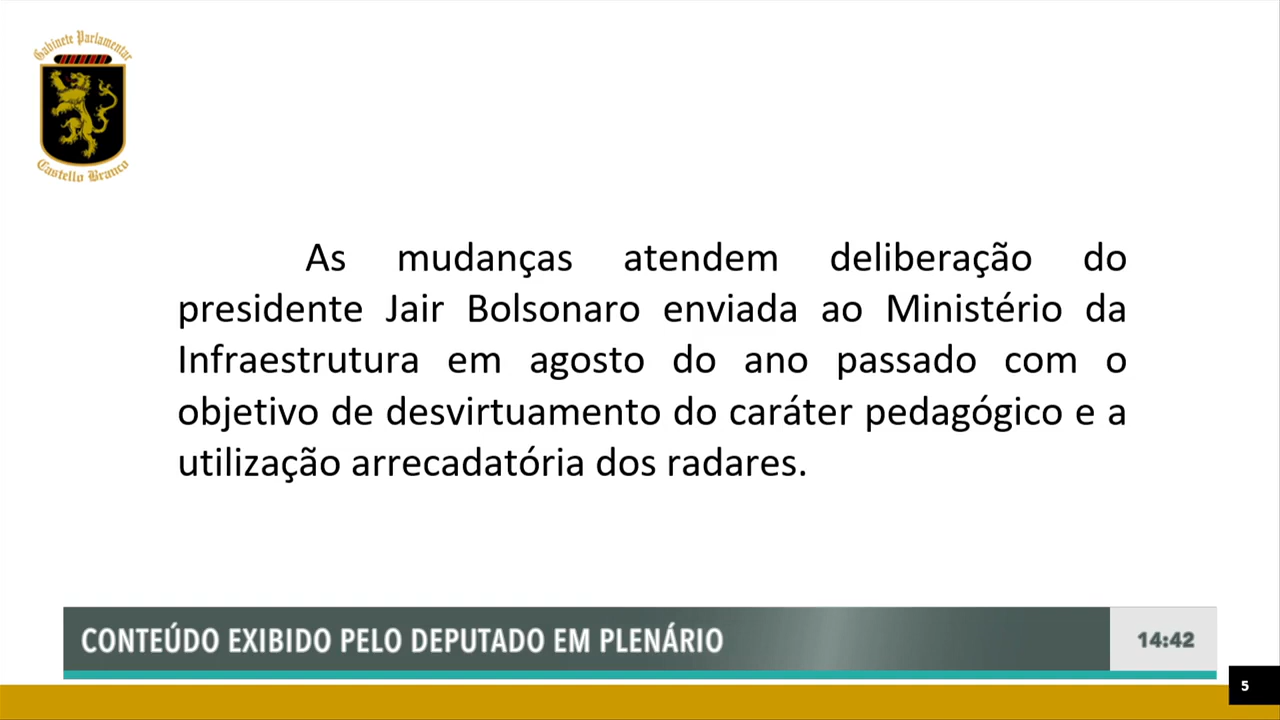 Gabinete Parlamentar
Castello Branco
As mudanças atendem deliberação do
presidente Jair Bolsonaro enviada ao Ministério da
Infraestrutura em agosto do ano passado com o
objetivo de desvirtuamento do caráter pedagógico e a
utilização arrecadatória dos radares.
CONTEÚDO EXIBIDO PELO DEPUTADO EM PLENÁRIO
14:42
5